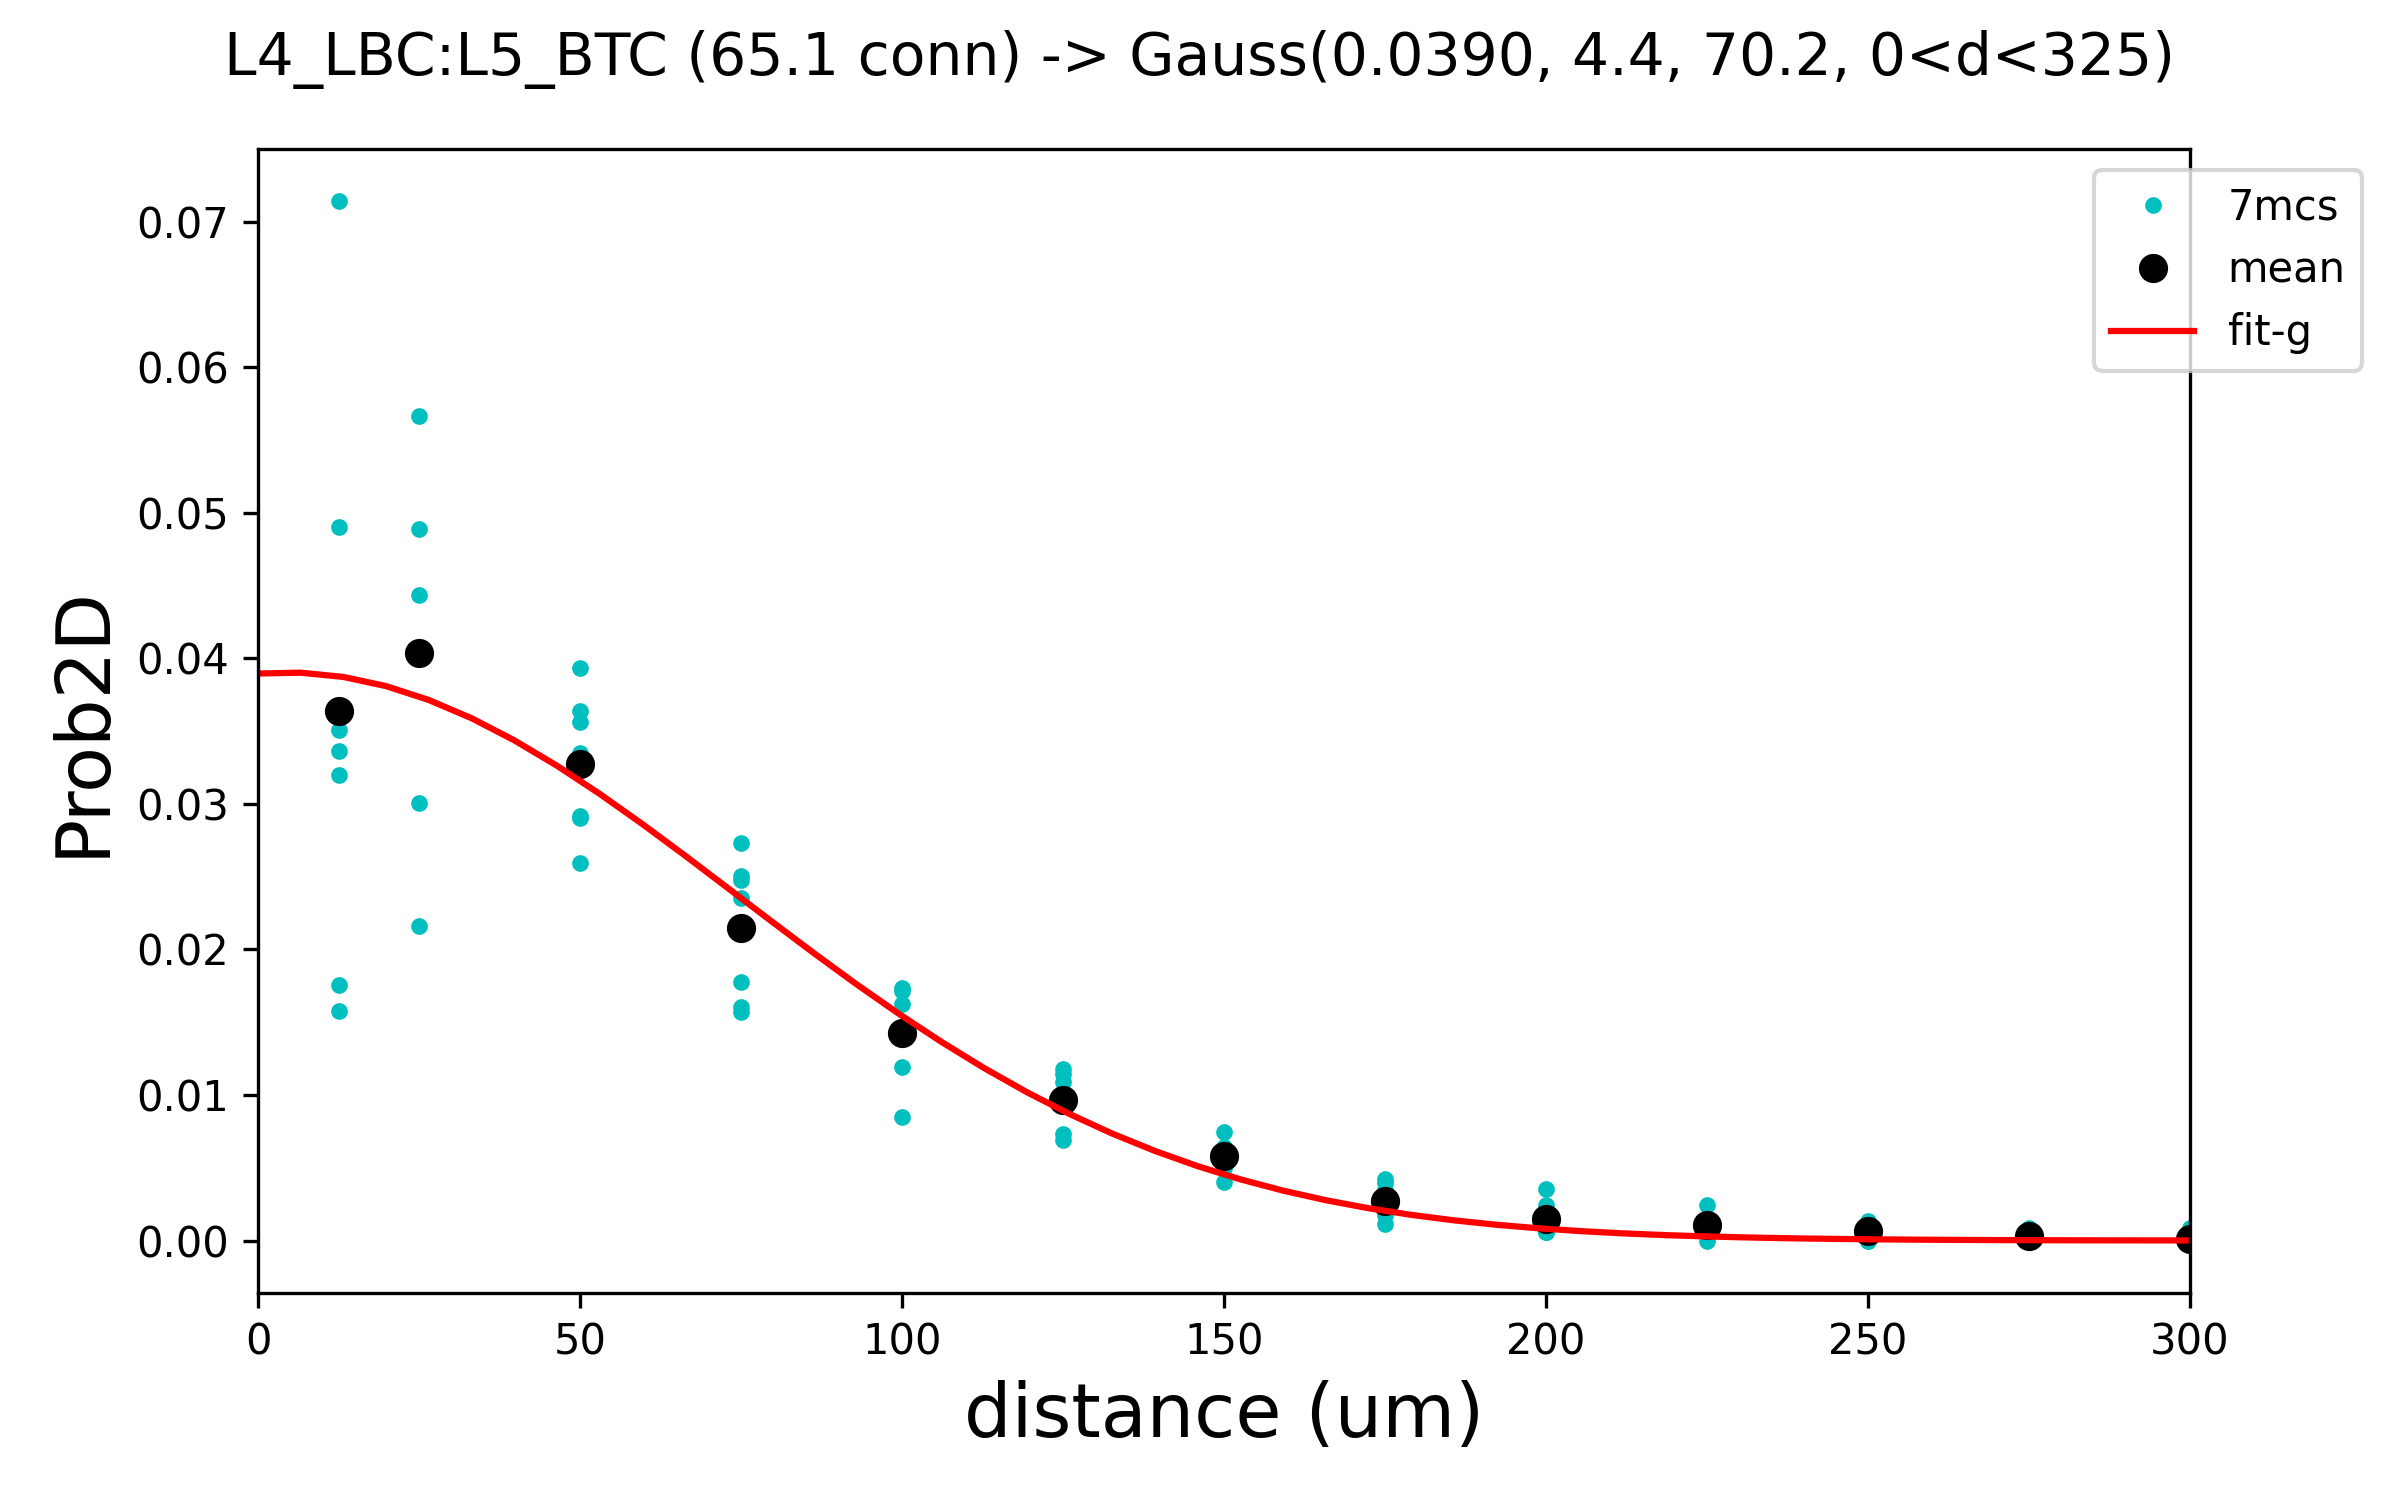 L4_LBC:L5_BTC (65.1 conn) -> Gauss(0.0390, 4.4, 70.2, 0<d<325)
7mcs
mean
fit-g
Prob2D
0.07
0.06
0.05
0.04
0.03
0.02
0.01
0.00
0 50 100 150 200 250 300
distance (um)